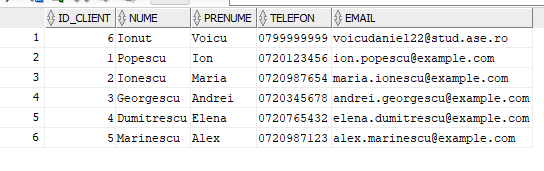 ID_CLIENT NUME PRENUME TELEFON EMAIL
1 6 Ionut Voicu 0799999999 voicudaniel22@stud.ase.ro
2 1 Popescu Ion 0720123456 ion.popescu@example.com
3 2 Ionescu Maria 0720987654 maria.ionescu@example.com
4 3 Georgescu Andrei 0720345678 andrei.georgescu@example.com
5 4 Dumitrescu Elena 0720765432 elena.dumitrescu@example.com
6 5 Marinescu Alex 0720987123 alex.marinescu@example.com